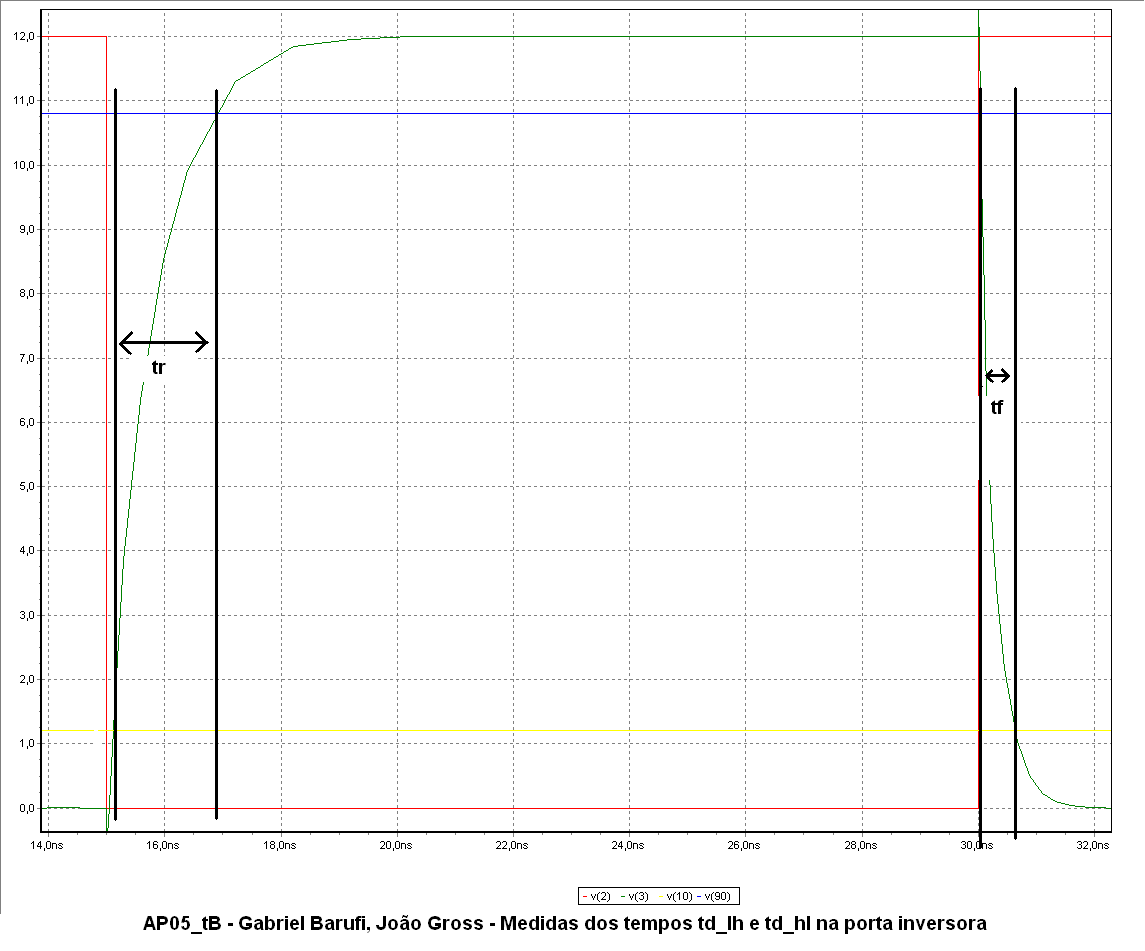 12,0
11,0
10,0
9,0
8,0
7,0
6,0
5,0
4,0
3,0
2,0
1,0
0,0
tr
tf
14,0ns 16,0ns 18,0ns 20,0ns 22,0ns 24,0ns 26,0ns 28,0ns 30,0ns 32,0ns
v(2) v(3) v(10) v(90)
AP05_tB - Gabriel Barufi, João Gross - Medidas dos tempos td_lh e td_hl na porta inversora